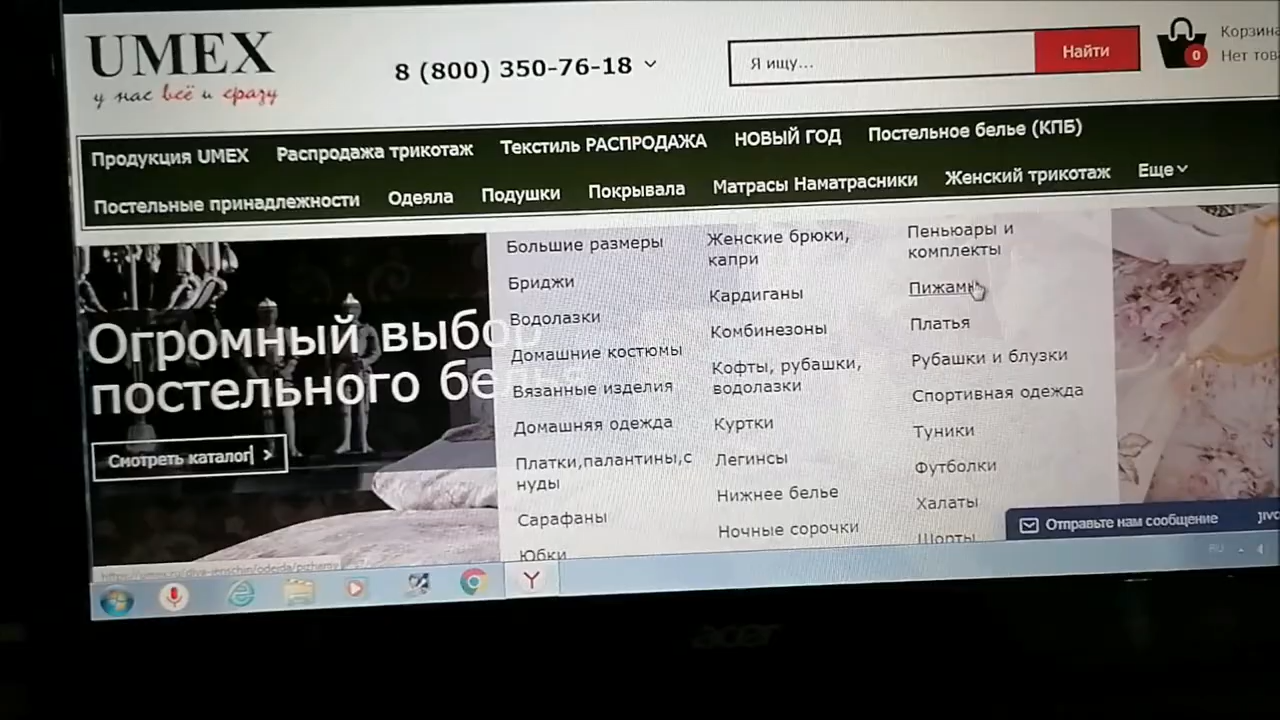 UMEX
у нас всё и сразу
8 (800) 350-76-18
Я ищу...
Найти
Корзина
0
Нет тов
Продукция UMEX
Распродажа трикотаж
Текстиль РАСПРОДАЖА
НОВЫЙ ГОД
Постельное белье (КПБ)
Постельные принадлежности
Одеяла
Подушки
Покрывала
Матрасы Наматрасники
Женский трикотаж
Еще
Огромный выбор
постельного бе
Смотреть каталог >
Большие размеры
Бриджи
Водолазки
Домашние костюмы
Вязанные изделия
Домашняя одежда
Платки,палантины,с
нуды
Сарафаны
Юбки
Женские брюки,
капри
Кардиганы
Комбинезоны
Кофты, рубашки,
водолазки
Куртки
Легинсы
Нижнее белье
Ночные сорочки
Пеньюары и
комплекты
Пижамы
Платья
Рубашки и блузки
Спортивная одежда
Туники
Футболки
Халаты
Шорты
Отправьте нам сообщение
jivo
RU
acer